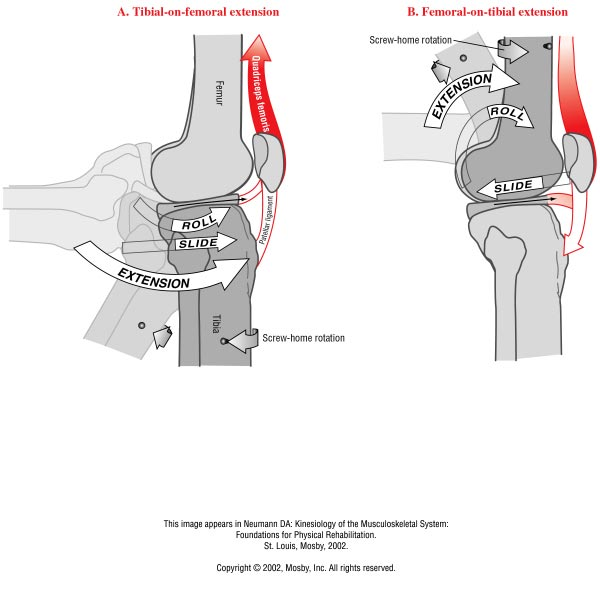 A. Tibial-on-femoral extension
B. Femoral-on-tibial extension
Femur
Quadriceps femoris
Patellar ligament
ROLL
SLIDE
EXTENSION
Tibia
Screw-home rotation
Screw-home rotation
EXTENSION
ROLL
SLIDE
This image appears in Neumann DA: Kinesiology of the Musculoskeletal System:
Foundations for Physical Rehabilitation.
St. Louis, Mosby, 2002.
Copyright © 2002, Mosby, Inc. All rights reserved.